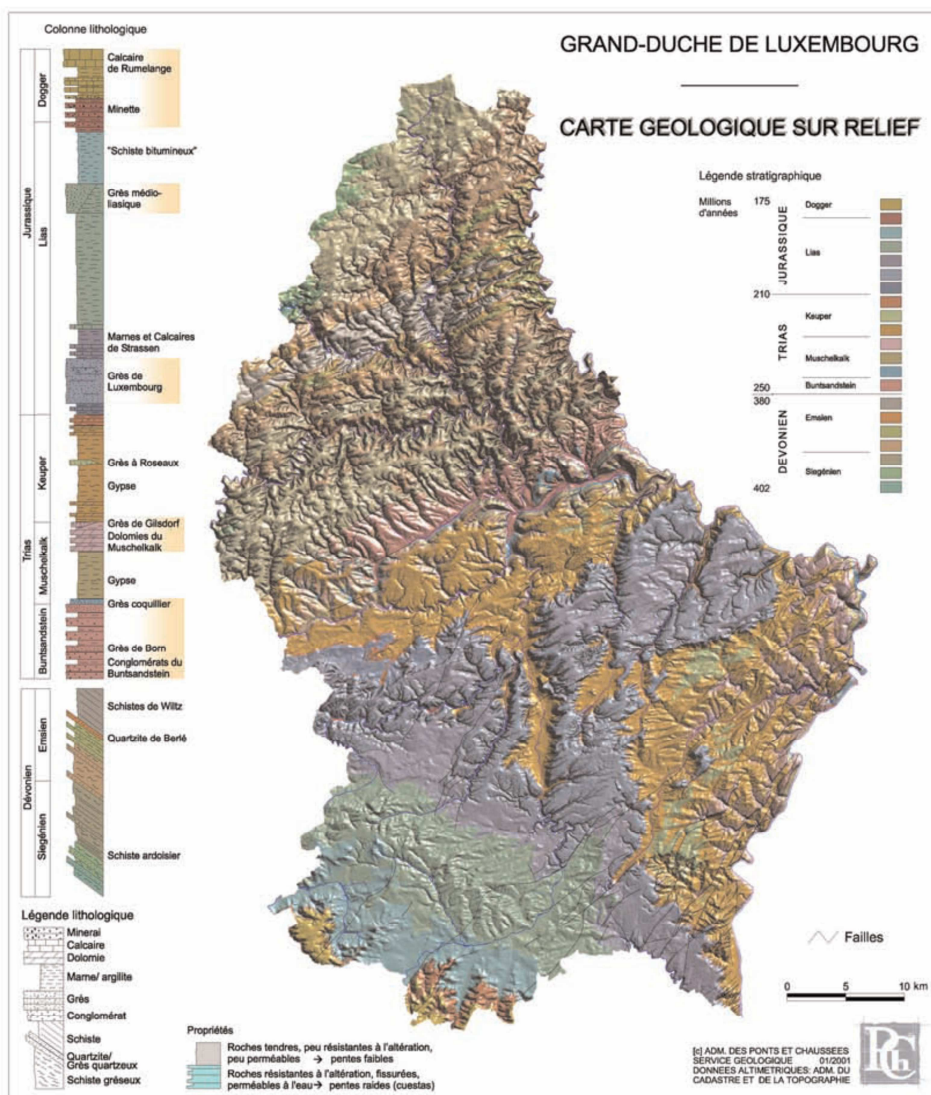 Colonne lithologique
Jurassique
Dogger
Lias
Calcaire
de Rumelange
Minette
"Schiste bitumineux"
Grès médio-
liasique
Marnes et Calcaires
de Strassen
Grès de
Luxembourg
Trias
Keuper
Muschelkalk
Buntsandstein
Grès à Roseaux
Gypse
Grès de Gilsdorf
Dolomies du
Muschelkalk
Gypse
Grès coquillier
Grès de Born
Conglomérats du
Buntsandstein
Dévonien
Emsien
Siegénien
Schistes de Wiltz
Quartzite de Berlé
Schiste ardoisier
Légende lithologique
Minerai
Calcaire
Dolomie
Marne/ argilite
Grès
Conglomérat
Schiste
Quartzite/
Grès quartzeux
Schiste gréseux
GRAND-DUCHE DE LUXEMBOURG
CARTE GEOLOGIQUE SUR RELIEF
Légende stratigraphique
Millions
d'années
175
210
250
380
402
JURASSIQUE
TRIAS
DEVONIEN
Dogger
Lias
Keuper
Muschelkalk
Buntsandstein
Emsien
Siegénien
Failles
0 5 10 km
Propriétés
Roches tendres, peu résistantes à l'altération,
peu perméables → pentes faibles
Roches résistantes à l'altération, fissurées,
perméables à l'eau → pentes raides (cuestas)
[c] ADM. DES PONTS ET CHAUSSEES
SERVICE GEOLOGIQUE 01/2001
DONNEES ALTIMETRIQUES: ADM. DU
CADASTRE ET DE LA TOPOGRAPHIE
PCh